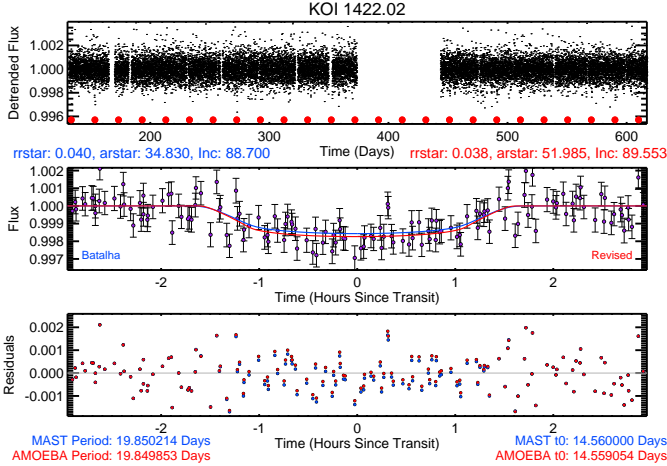 KOI 1422.02
Detrended Flux
1.002
1.000
0.998
0.996
200 300 400 500 600
Time (Days)
rrstar: 0.040, arstar: 34.830, Inc: 88.700
rrstar: 0.038, arstar: 51.985, Inc: 89.553
Flux
1.002
1.001
1.000
0.999
0.998
0.997
Batalha
Revised
-2 -1 0 1 2
Time (Hours Since Transit)
Residuals
0.002
0.001
0.000
-0.001
-2 -1 0 1 2
Time (Hours Since Transit)
MAST Period: 19.850214 Days
AMOEBA Period: 19.849853 Days
MAST t0: 14.560000 Days
AMOEBA t0: 14.559054 Days